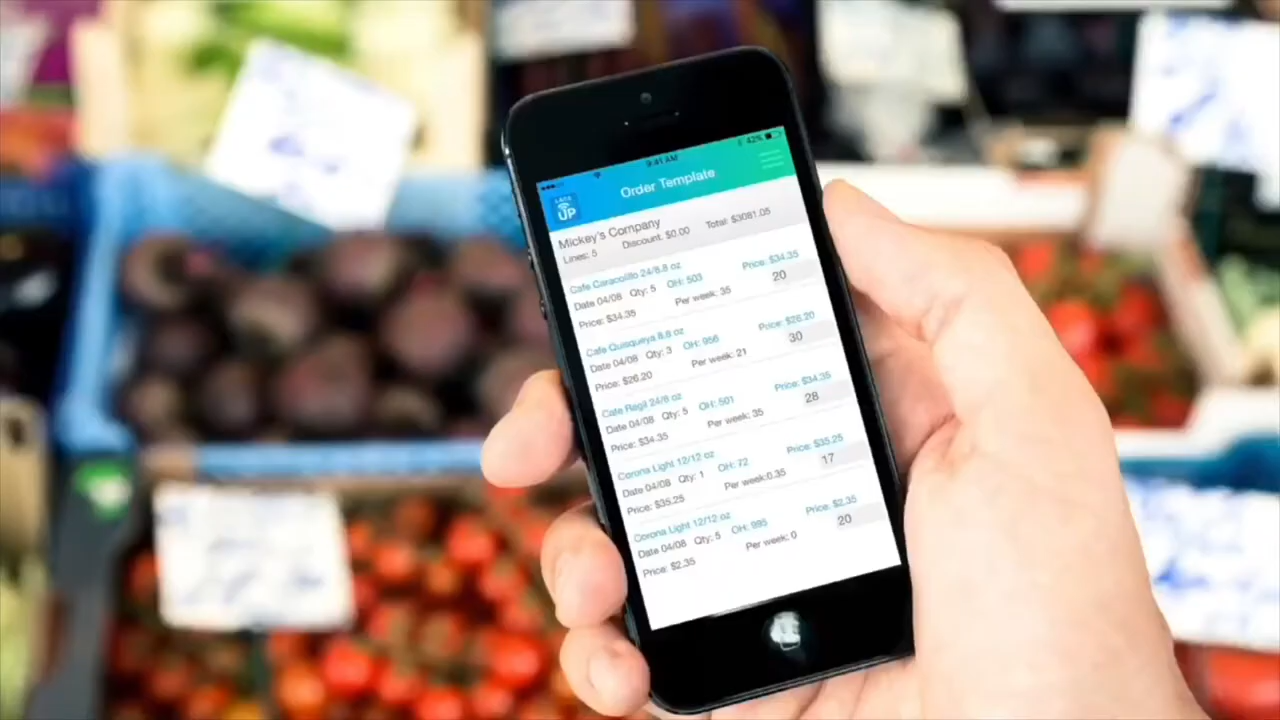 9:41 AM 42%
UP Order Template
Mickey's Company
Lines: 5 Discount: $0.00 Total: $3081.05
Cafe Caracolillo 24/8.8 oz
Date 04/08 Qty: 5 OH: 503 Price: $34.35
Price: $34.35 Per week: 35 20
Cafe Quisqueya 8.8 oz
Date 04/08 Qty: 3 OH: 956 Price: $26.20
Price: $26.20 Per week: 21 30
Cafe Regil 24/8 oz
Date 04/08 Qty: 5 OH: 501 Price: $34.35
Price: $34.35 Per week: 35 28
Corona Light 12/12 oz
Date 04/08 Qty: 1 OH: 72 Price: $35.25
Price: $35.25 Per week:0.35 17
Corona Light 12/12 oz
Date 04/08 Qty: 5 OH: 995 Price: $2.35
Price: $2.35 Per week: 0 20